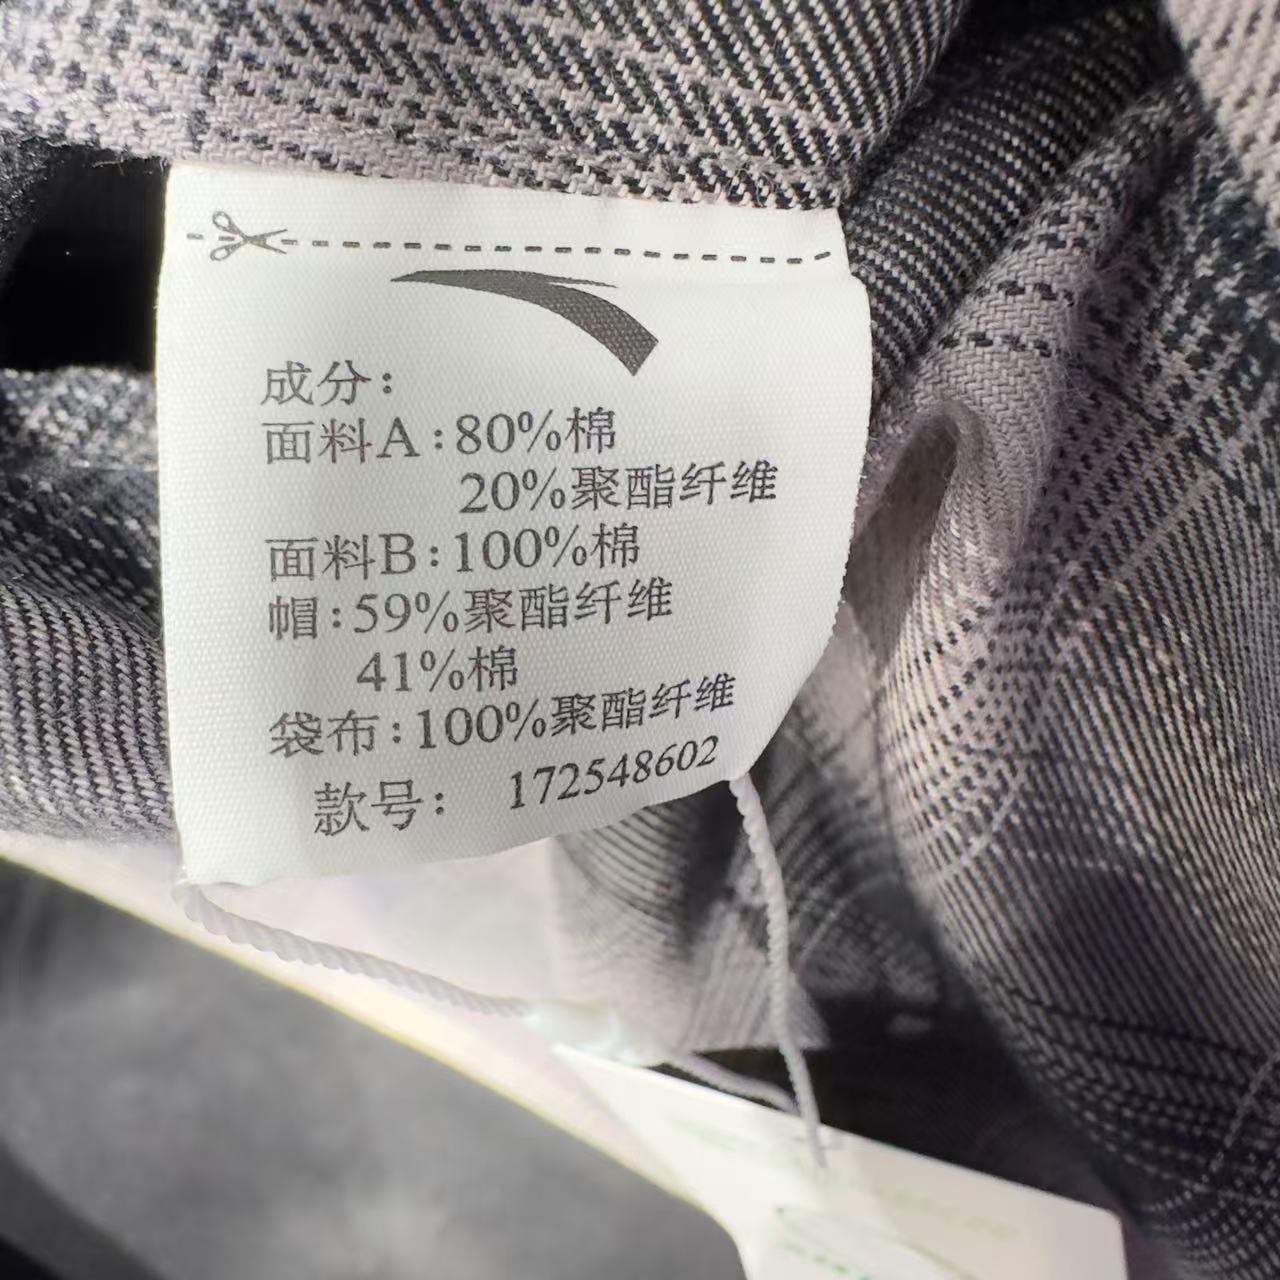 成分:
面料A:80%棉
20%聚酯纤维
面料B:100%棉
帽:59%聚酯纤维
41%棉
袋布:100%聚酯纤维
款号: 172548602